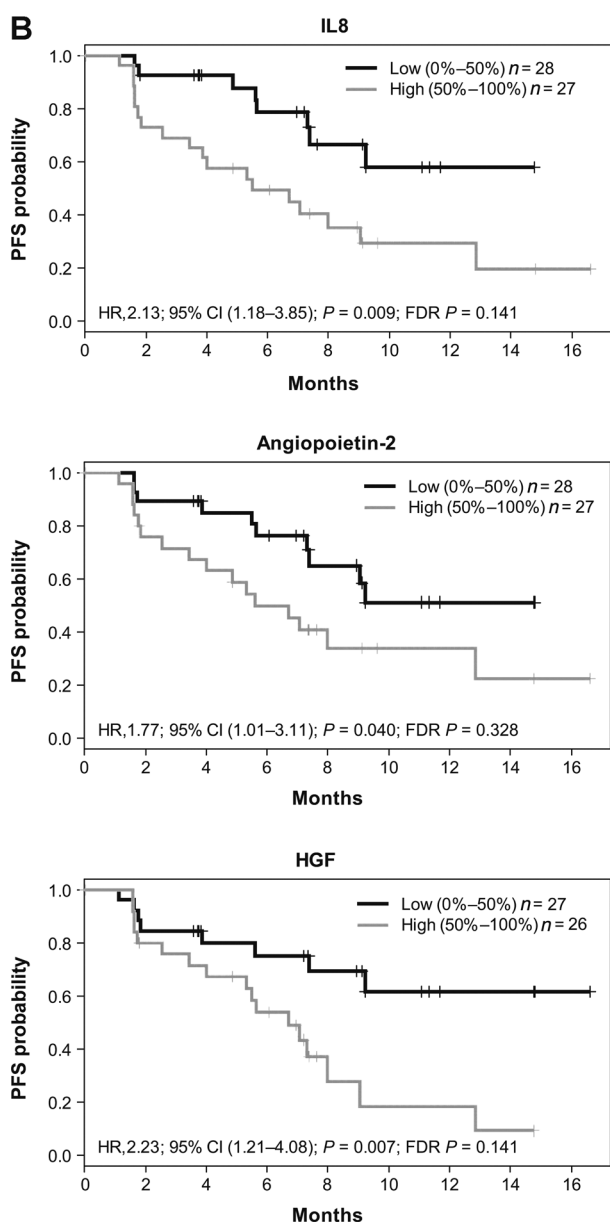 B
IL8
1.0
0.8
0.6
0.4
0.2
0.0
PFS probability
Low (0%–50%) n = 28
High (50%–100%) n = 27
HR,2.13; 95% CI (1.18–3.85); P = 0.009; FDR P = 0.141
0 2 4 6 8 10 12 14 16
Months
Angiopoietin-2
1.0
0.8
0.6
0.4
0.2
0.0
PFS probability
Low (0%–50%) n = 28
High (50%–100%) n = 27
HR,1.77; 95% CI (1.01–3.11); P = 0.040; FDR P = 0.328
0 2 4 6 8 10 12 14 16
Months
HGF
1.0
0.8
0.6
0.4
0.2
0.0
PFS probability
Low (0%–50%) n = 27
High (50%–100%) n = 26
HR,2.23; 95% CI (1.21–4.08); P = 0.007; FDR P = 0.141
0 2 4 6 8 10 12 14 16
Months